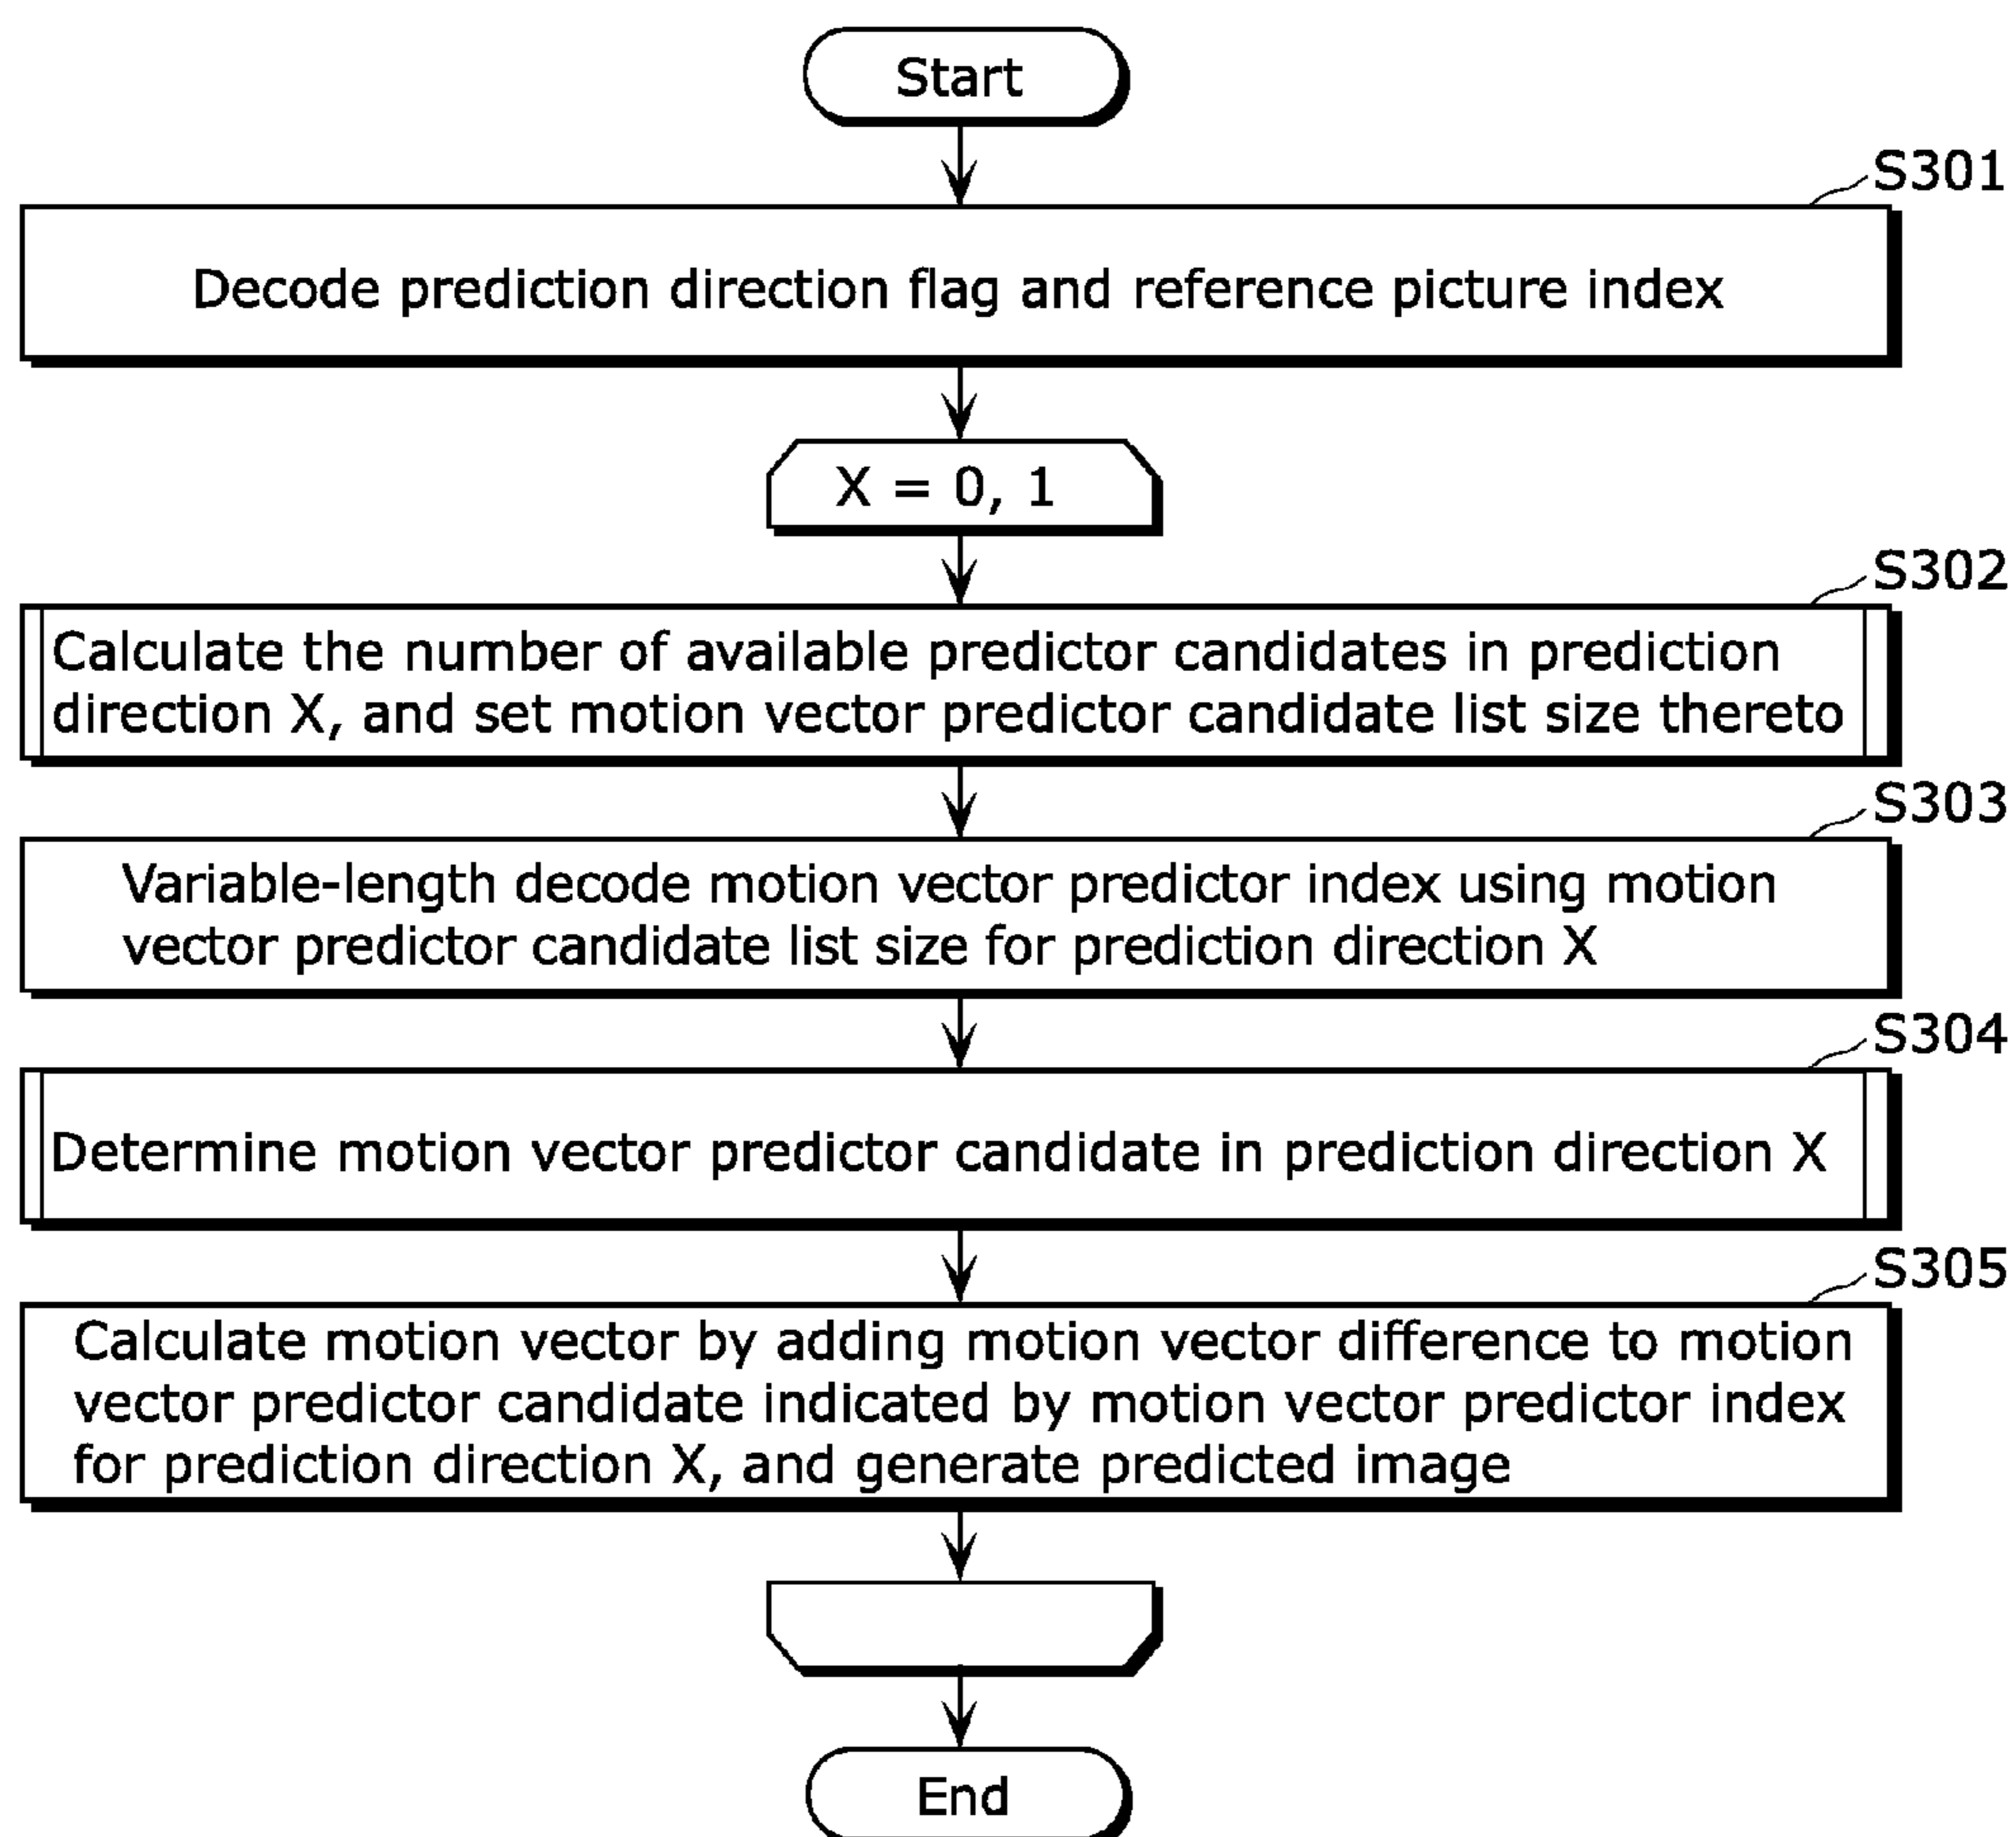 Start
S301
Decode prediction direction flag and reference picture index
X = 0, 1
S302
Calculate the number of available predictor candidates in prediction
direction X, and set motion vector predictor candidate list size thereto
S303
Variable-length decode motion vector predictor index using motion
vector predictor candidate list size for prediction direction X
S304
Determine motion vector predictor candidate in prediction direction X
S305
Calculate motion vector by adding motion vector difference to motion
vector predictor candidate indicated by motion vector predictor index
for prediction direction X, and generate predicted image
End